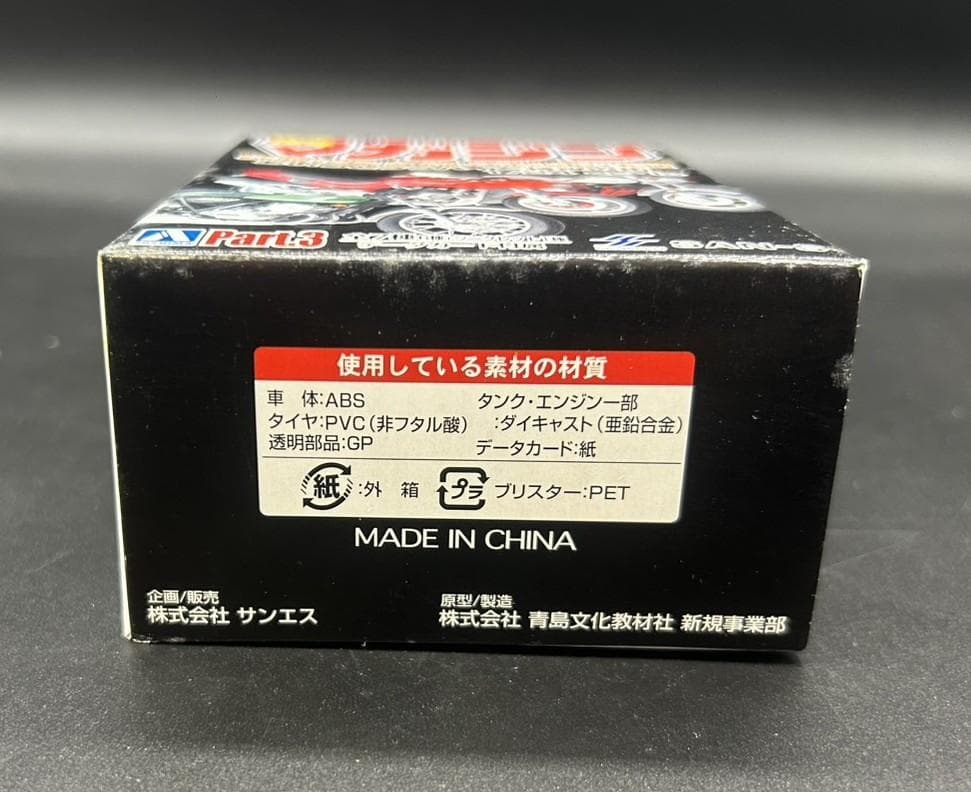 Part.3
SAN-S
使用している素材の材質
車 体:ABS
タイヤ:PVC(非フタル酸)
透明部品:GP
タンク・エンジン一部
:ダイキャスト(亜鉛合金)
データカード:紙
紙:外 箱
プラ ブリスター:PET
MADE IN CHINA
企画/販売
株式会社 サンエス
原型/製造
株式会社 青島文化教材社 新規事業部